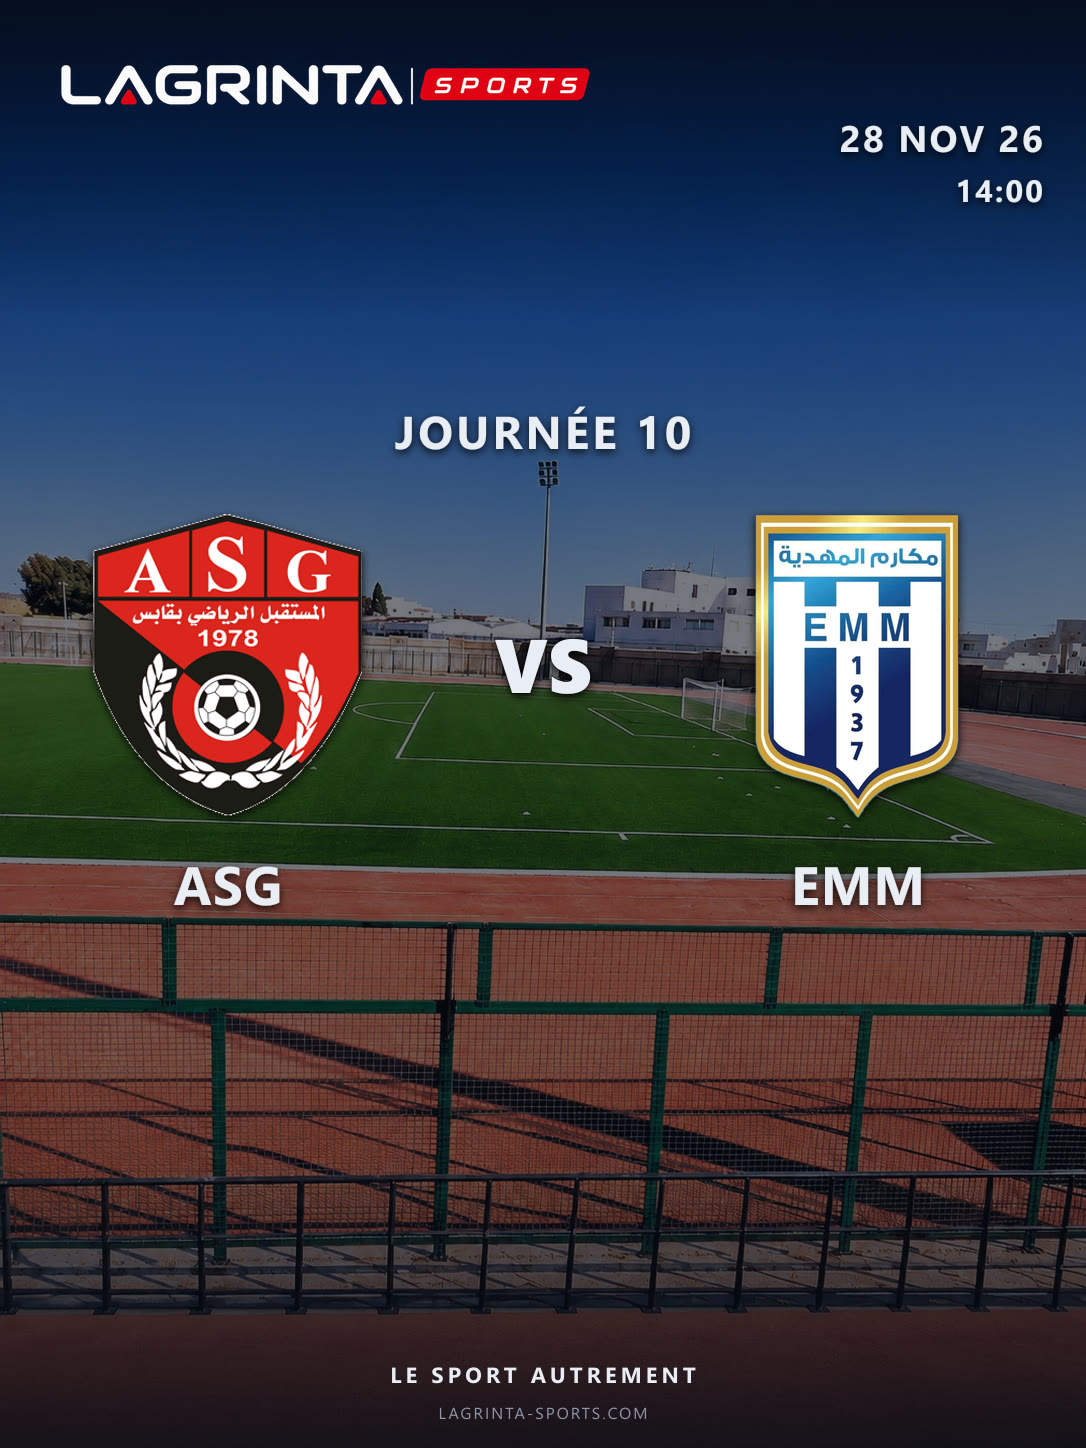 LAGRINTA SPORTS
28 NOV 26
14:00
JOURNÉE 10
A S G
المستقبل الرياضي بقابس
1978
VS
مكارم المهدية
EMM
1
9
3
7
ASG
EMM
LE SPORT AUTREMENT
LAGRINTA-SPORTS.COM